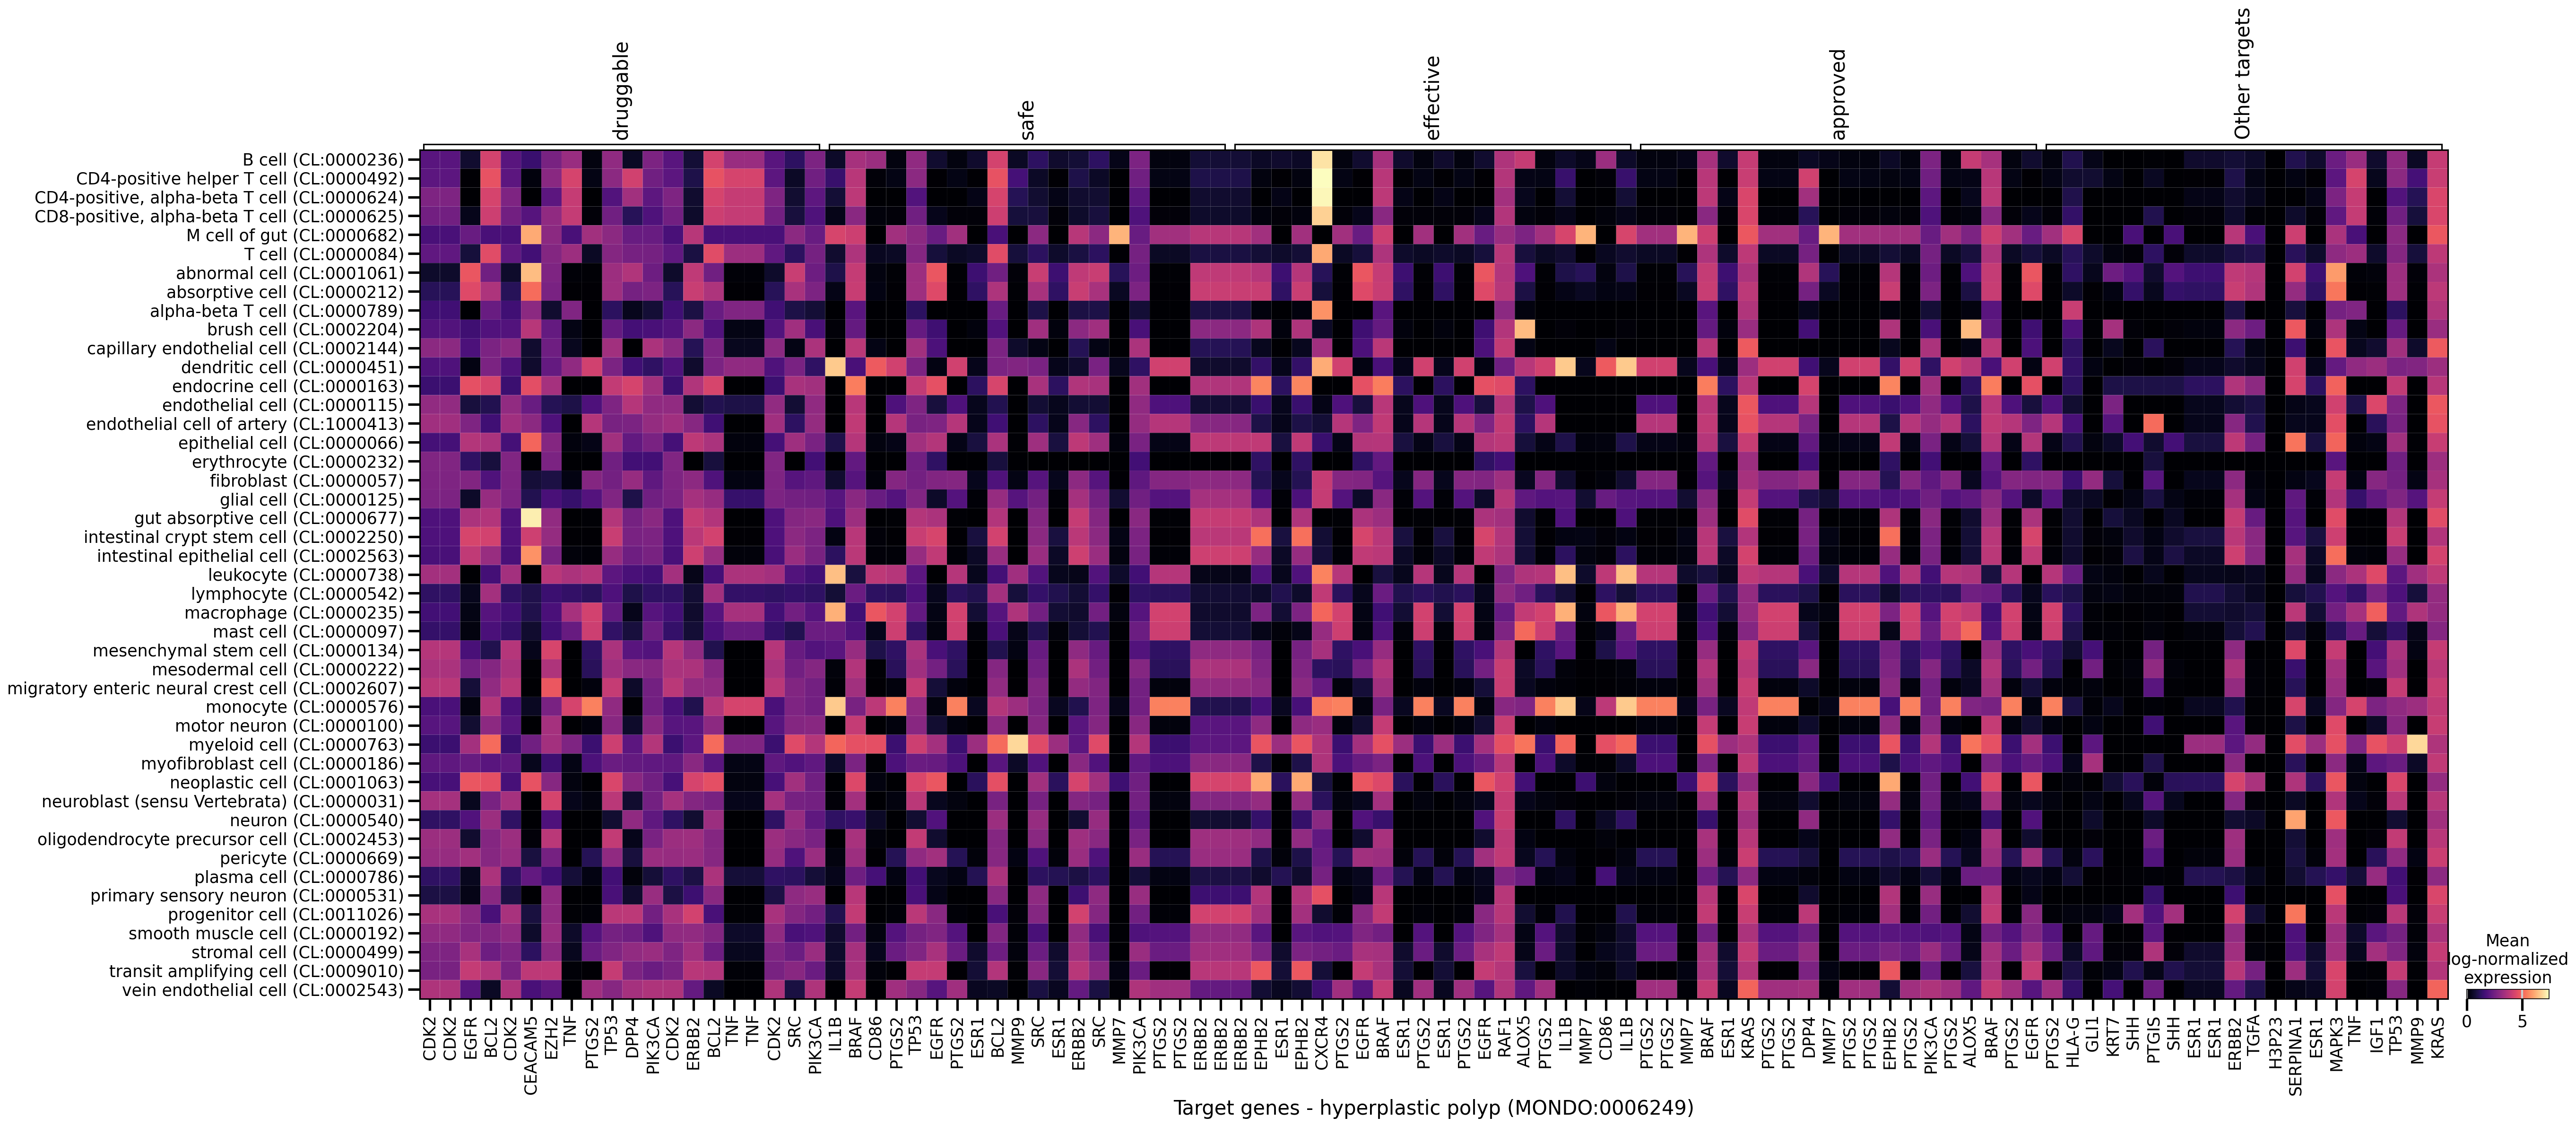 druggable
safe
effective
approved
Other targets
B cell (CL:0000236)
CD4-positive helper T cell (CL:0000492)
CD4-positive, alpha-beta T cell (CL:0000624)
CD8-positive, alpha-beta T cell (CL:0000625)
M cell of gut (CL:0000682)
T cell (CL:0000084)
abnormal cell (CL:0001061)
absorptive cell (CL:0000212)
alpha-beta T cell (CL:0000789)
brush cell (CL:0002204)
capillary endothelial cell (CL:0002144)
dendritic cell (CL:0000451)
endocrine cell (CL:0000163)
endothelial cell (CL:0000115)
endothelial cell of artery (CL:1000413)
epithelial cell (CL:0000066)
erythrocyte (CL:0000232)
fibroblast (CL:0000057)
glial cell (CL:0000125)
gut absorptive cell (CL:0000677)
intestinal crypt stem cell (CL:0002250)
intestinal epithelial cell (CL:0002563)
leukocyte (CL:0000738)
lymphocyte (CL:0000542)
macrophage (CL:0000235)
mast cell (CL:0000097)
mesenchymal stem cell (CL:0000134)
mesodermal cell (CL:0000222)
migratory enteric neural crest cell (CL:0002607)
monocyte (CL:0000576)
motor neuron (CL:0000100)
myeloid cell (CL:0000763)
myofibroblast cell (CL:0000186)
neoplastic cell (CL:0001063)
neuroblast (sensu Vertebrata) (CL:0000031)
neuron (CL:0000540)
oligodendrocyte precursor cell (CL:0002453)
pericyte (CL:0000669)
plasma cell (CL:0000786)
primary sensory neuron (CL:0000531)
progenitor cell (CL:0011026)
smooth muscle cell (CL:0000192)
stromal cell (CL:0000499)
transit amplifying cell (CL:0009010)
vein endothelial cell (CL:0002543)
CDK2
CDK2
EGFR
BCL2
CDK2
CEACAM5
EZH2
TNF
PTGS2
TP53
DPP4
PIK3CA
CDK2
ERBB2
BCL2
TNF
TNF
CDK2
SRC
PIK3CA
IL1B
BRAF
CD86
PTGS2
TP53
EGFR
PTGS2
ESR1
BCL2
MMP9
SRC
ESR1
ERBB2
SRC
MMP7
PIK3CA
PTGS2
PTGS2
ERBB2
ERBB2
ERBB2
EPHB2
ESR1
EPHB2
CXCR4
PTGS2
EGFR
BRAF
ESR1
PTGS2
ESR1
PTGS2
EGFR
RAF1
ALOX5
PTGS2
IL1B
MMP7
CD86
IL1B
PTGS2
PTGS2
MMP7
BRAF
ESR1
KRAS
PTGS2
PTGS2
DPP4
MMP7
PTGS2
PTGS2
EPHB2
PTGS2
PIK3CA
PTGS2
ALOX5
BRAF
PTGS2
EGFR
PTGS2
HLA-G
GLI1
KRT7
SHH
PTGIS
SHH
ESR1
ESR1
ERBB2
TGFA
H3P23
SERPINA1
ESR1
MAPK3
TNF
IGF1
TP53
MMP9
KRAS
Target genes - hyperplastic polyp (MONDO:0006249)
Mean
log-normalized
expression
0
5